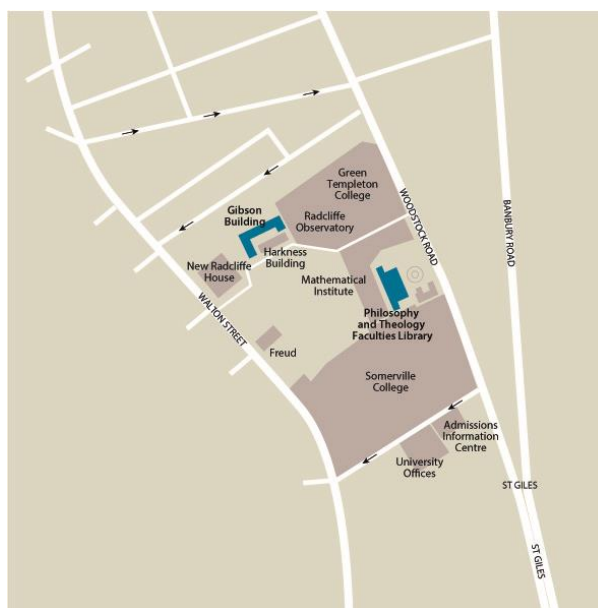 Green
Templeton
College
WOODSTOCK ROAD
BANBURY ROAD
Gibson
Building
Radcliffe
Observatory
Harkness
Building
New Radcliffe
House
Mathematical
Institute
WALTON STREET
Philosophy
and Theology
Faculties Library
Freud
Somerville
College
Admissions
Information
Centre
University
Offices
ST GILES
ST GILES